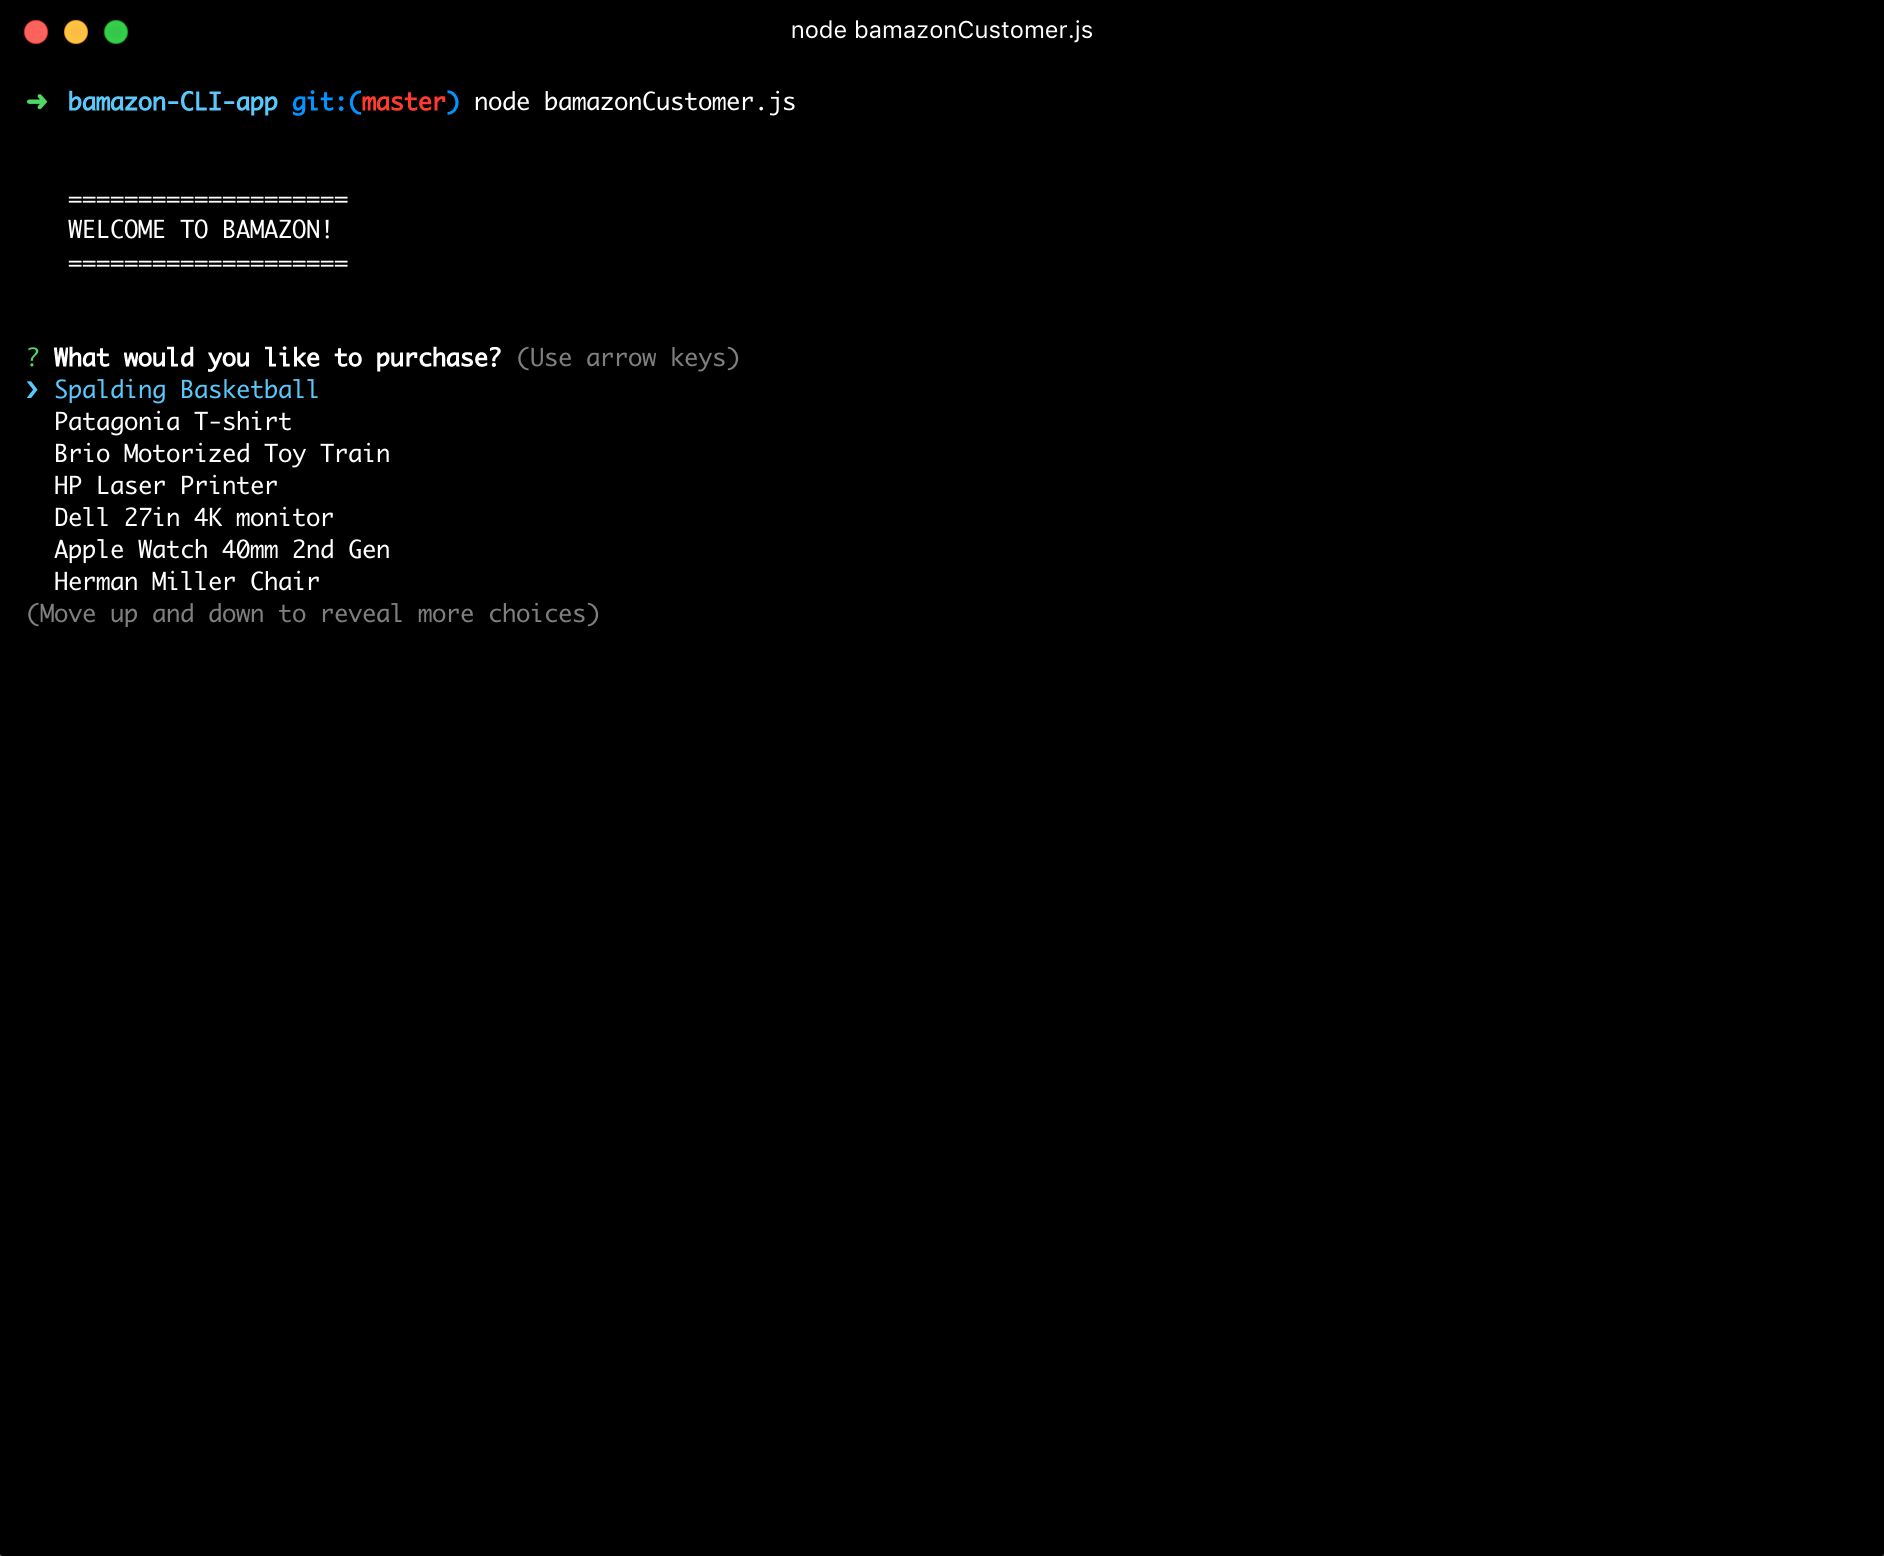 node bamazonCustomer.js
➜ bamazon-CLI-app git:(master) node bamazonCustomer.js
====================
WELCOME TO BAMAZON!
====================
? What would you like to purchase? (Use arrow keys)
❯ Spalding Basketball
Patagonia T-shirt
Brio Motorized Toy Train
HP Laser Printer
Dell 27in 4K monitor
Apple Watch 40mm 2nd Gen
Herman Miller Chair
(Move up and down to reveal more choices)